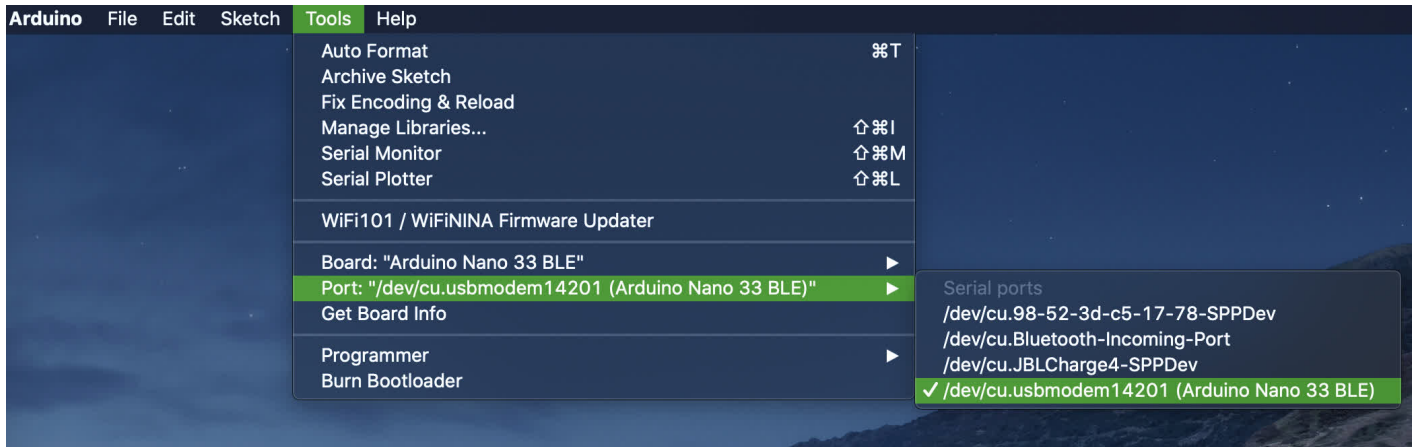 Arduino File Edit Sketch Tools Help
Auto Format ⌘T
Archive Sketch
Fix Encoding & Reload
Manage Libraries... ⇧⌘I
Serial Monitor ⇧⌘M
Serial Plotter ⇧⌘L
WiFi101 / WiFiNINA Firmware Updater
Board: "Arduino Nano 33 BLE" ▶
Port: "/dev/cu.usbmodem14201 (Arduino Nano 33 BLE)" ▶
Get Board Info
Programmer ▶
Burn Bootloader
Serial ports
/dev/cu.98-52-3d-c5-17-78-SPPDev
/dev/cu.Bluetooth-Incoming-Port
/dev/cu.JBLCharge4-SPPDev
✓ /dev/cu.usbmodem14201 (Arduino Nano 33 BLE)